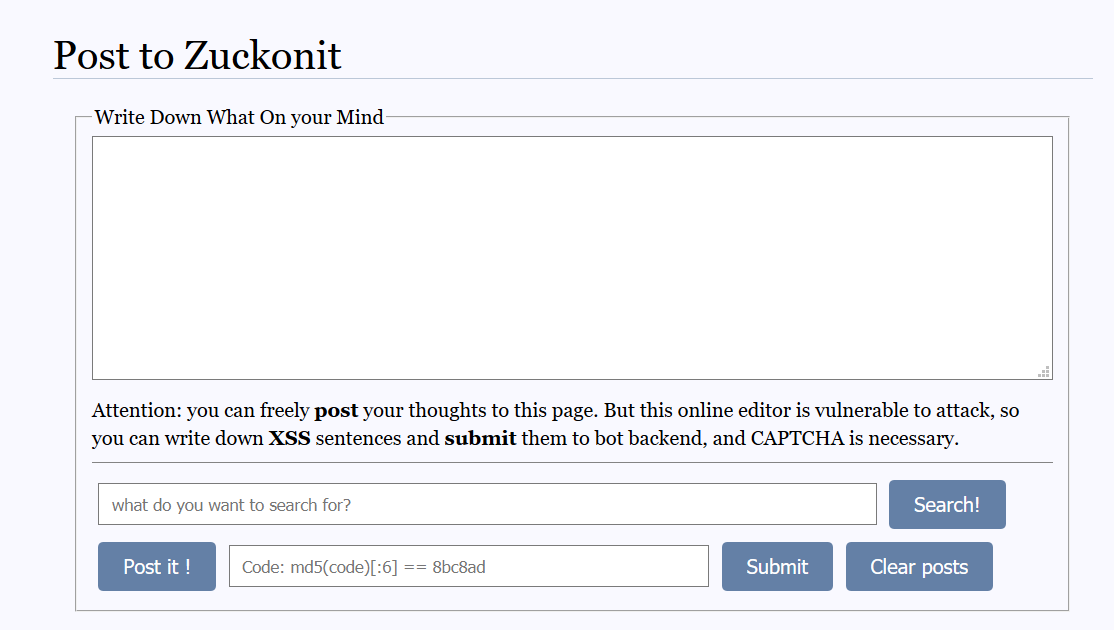 Post to Zuckonit
Write Down What On your Mind
Attention: you can freely post your thoughts to this page. But this online editor is vulnerable to attack, so
you can write down XSS sentences and submit them to bot backend, and CAPTCHA is necessary.
what do you want to search for?
Search!
Post it !
Code: md5(code)[:6] == 8bc8ad
Submit
Clear posts